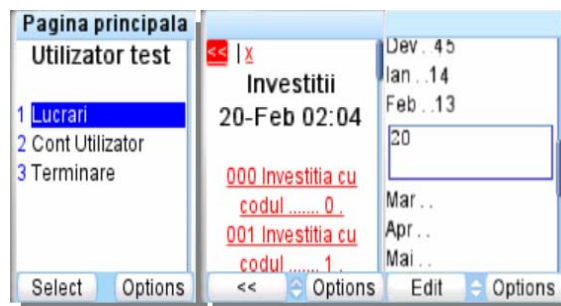 Pagina principala
Utilizator test
1 Lucrari
2 Cont Utilizator
3 Terminare
Select Options
<< | x
Investitii
20-Feb 02:04
000 Investitia cu
codul ....... 0 .
001 Investitia cu
codul ....... 1 .
<< Options
Dev . 45
Ian . .14
Feb . .13
20
Mar . .
Apr . .
Mai . .
Edit Options